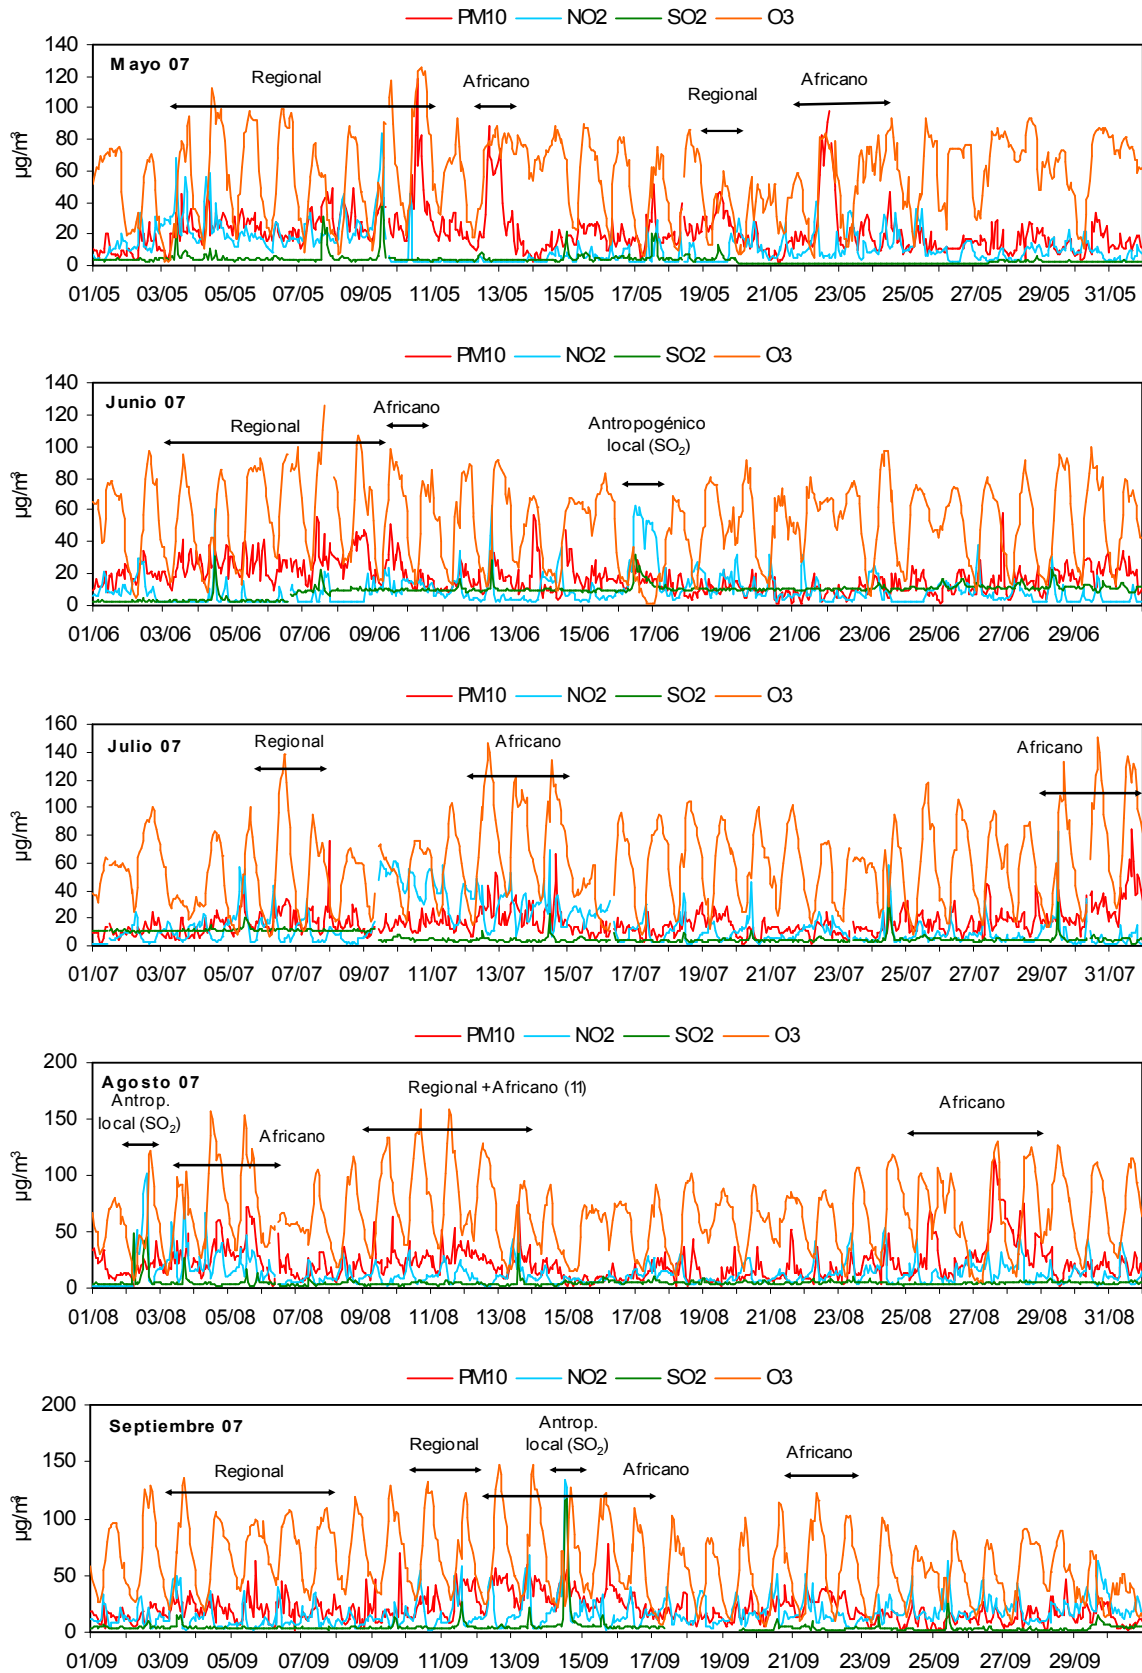 PM10 NO2 SO2 O3
Mayo 07
Regional
Africano
Regional
Africano
µg/m³
140
120
100
80
60
40
20
0
01/05 03/05 05/05 07/05 09/05 11/05 13/05 15/05 17/05 19/05 21/05 23/05 25/05 27/05 29/05 31/05
PM10 NO2 SO2 O3
Junio 07
Regional
Africano
Antropogénico
local (SO₂)
µg/m³
140
120
100
80
60
40
20
0
01/06 03/06 05/06 07/06 09/06 11/06 13/06 15/06 17/06 19/06 21/06 23/06 25/06 27/06 29/06
PM10 NO2 SO2 O3
Julio 07
Regional
Africano
Africano
µg/m³
160
140
120
100
80
60
40
20
0
01/07 03/07 05/07 07/07 09/07 11/07 13/07 15/07 17/07 19/07 21/07 23/07 25/07 27/07 29/07 31/07
PM10 NO2 SO2 O3
Agosto 07
Antrop.
local (SO₂)
Africano
Regional +Africano (11)
Africano
µg/m³
200
150
100
50
0
01/08 03/08 05/08 07/08 09/08 11/08 13/08 15/08 17/08 19/08 21/08 23/08 25/08 27/08 29/08 31/08
PM10 NO2 SO2 O3
Septiembre 07
Regional
Regional
Antrop.
local (SO₂)
Africano
Africano
µg/m³
200
150
100
50
0
01/09 03/09 05/09 07/09 09/09 11/09 13/09 15/09 17/09 19/09 21/09 23/09 25/09 27/09 29/09